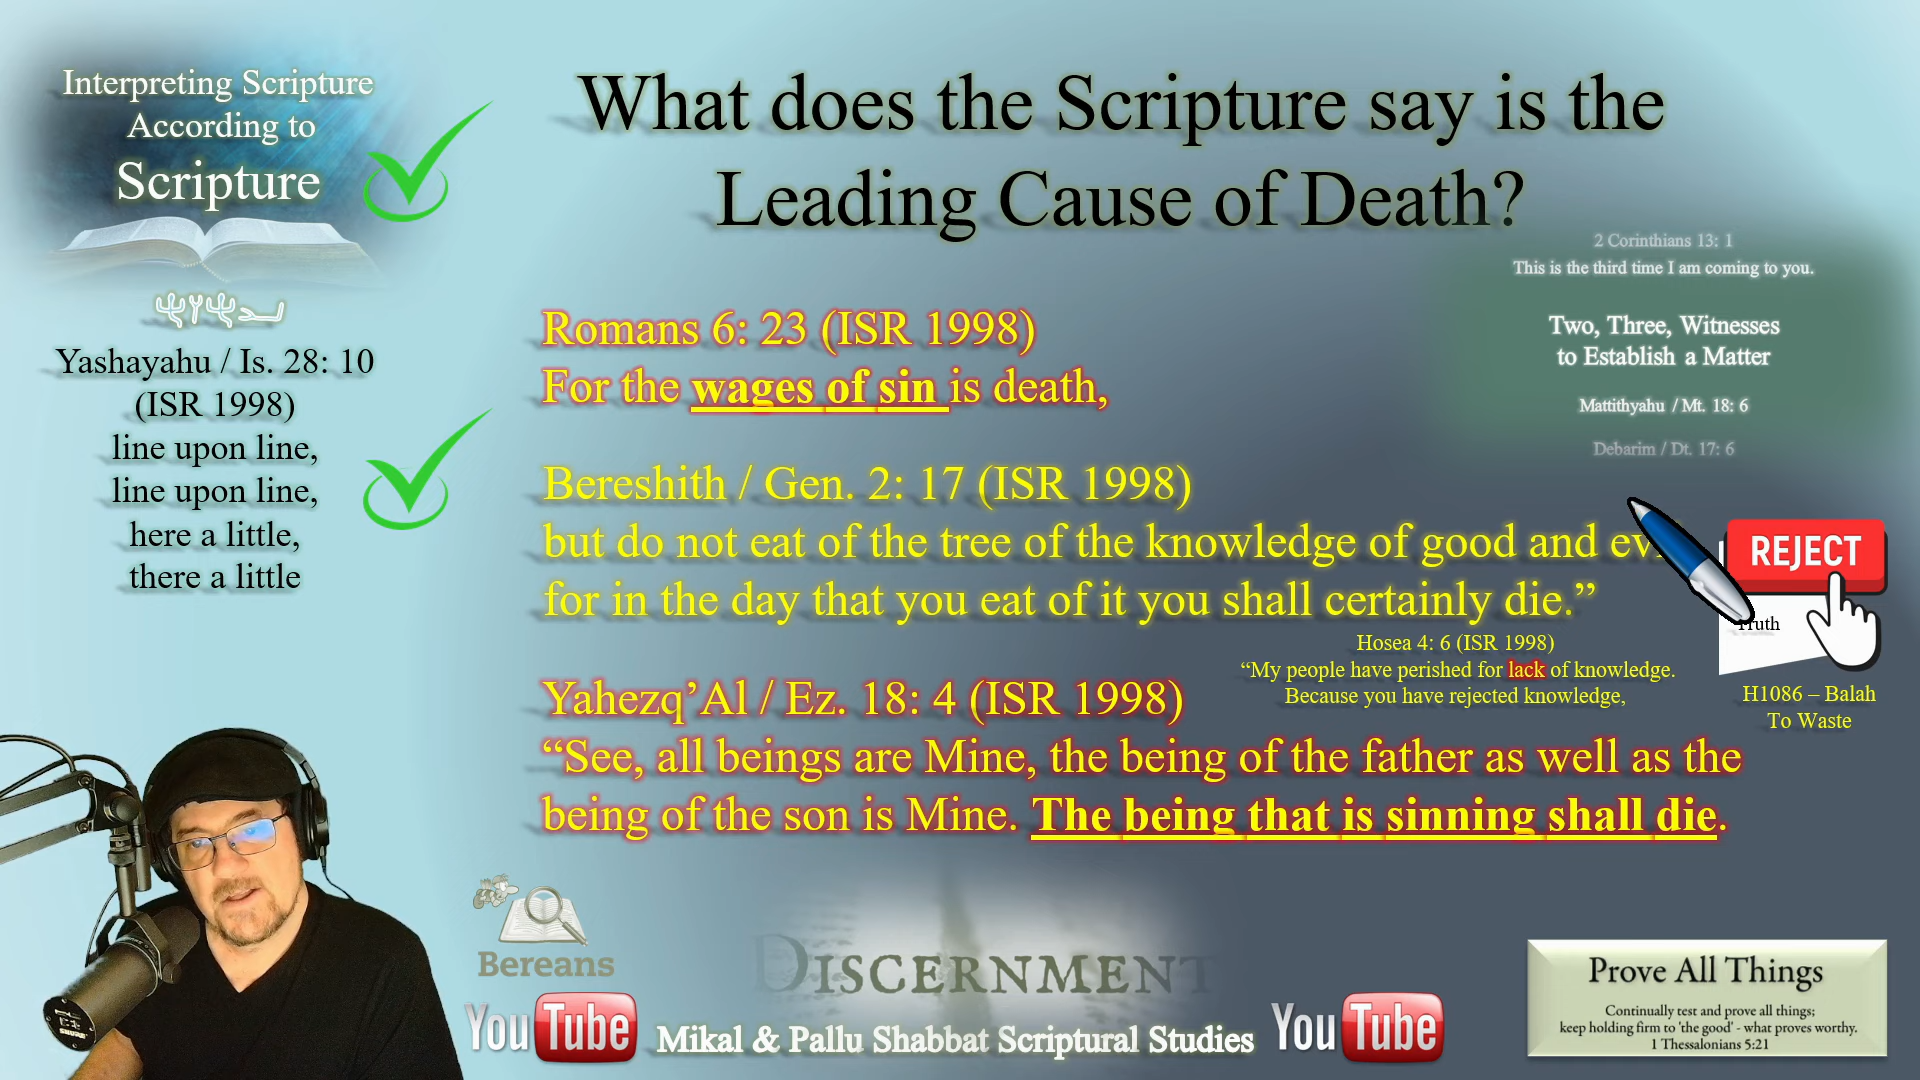 Interpreting Scripture
According to
Scripture
𐤉𐤄𐤅𐤄
Yashayahu / Is. 28: 10
(ISR 1998)
line upon line,
line upon line,
here a little,
there a little
What does the Scripture say is the
Leading Cause of Death?
2 Corinthians 13: 1
This is the third time I am coming to you.
Two, Three, Witnesses
to Establish a Matter
Mattithyahu / Mt. 18: 6
Debarim / Dt. 17: 6
Romans 6: 23 (ISR 1998)
For the wages of sin is death,
Bereshith / Gen. 2: 17 (ISR 1998)
but do not eat of the tree of the knowledge of good and
for in the day that you eat of it you shall certainly die.”
REJECT
Truth
H1086 – Balah
To Waste
Hosea 4: 6 (ISR 1998)
“My people have perished for lack of knowledge.
Because you have rejected knowledge,
Yahezq’Al / Ez. 18: 4 (ISR 1998)
“See, all beings are Mine, the being of the father as well as the
being of the son is Mine. The being that is sinning shall die.
Bereans
DISCERNMENT
YouTube
Mikal & Pallu Shabbat Scriptural Studies
YouTube
Prove All Things
Continually test and prove all things;
keep holding firm to 'the good' - what proves worthy.
1 Thessalonians 5:21
SHURE